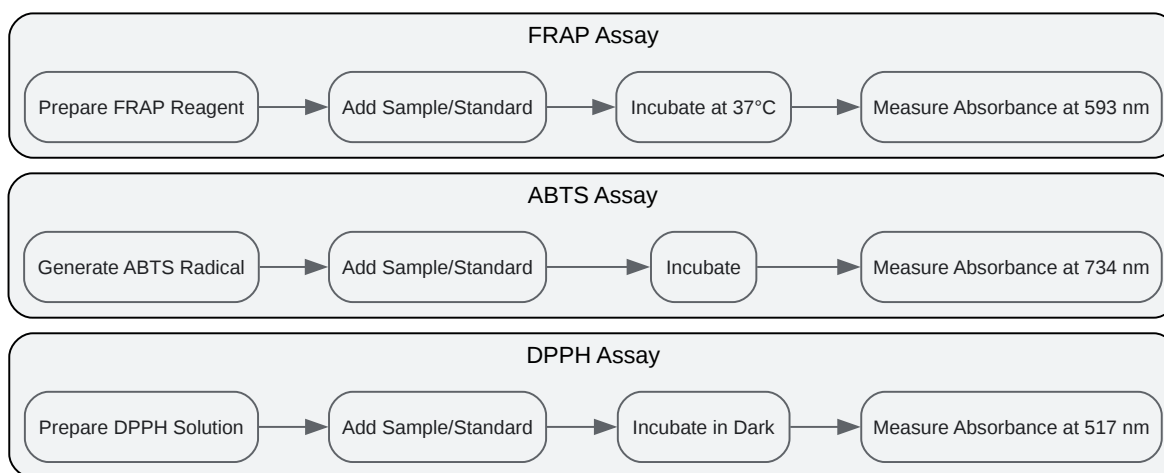 FRAP Assay
Prepare FRAP Reagent
Add Sample/Standard
Incubate at 37°C
Measure Absorbance at 593 nm
ABTS Assay
Generate ABTS Radical
Add Sample/Standard
Incubate
Measure Absorbance at 734 nm
DPPH Assay
Prepare DPPH Solution
Add Sample/Standard
Incubate in Dark
Measure Absorbance at 517 nm